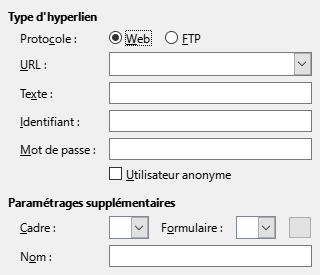 Type d'hyperlien
Protocole : Web FTP
URL :
Texte :
Identifiant :
Mot de passe :
Utilisateur anonyme
Paramétrages supplémentaires
Cadre : Formulaire :
Nom :